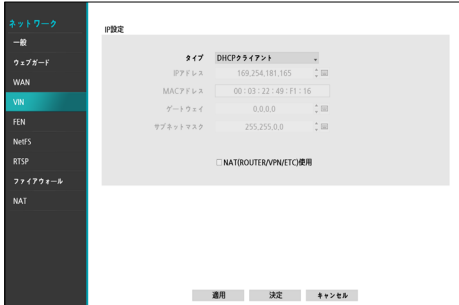 ネットワーク
一般
ウェブガード
WAN
VIN
FEN
NetFS
RTSP
ファイアウォール
NAT
IP設定
タイプ DHCPクライアント
IPアドレス 169.254.181.165
MACアドレス 00 : 03 : 22 : 49 : F1 : 16
ゲートウェイ 0.0.0.0
サブネットマスク 255.255.0.0
NAT(ROUTER/VPN/ETC)使用
適用 決定 キャンセル